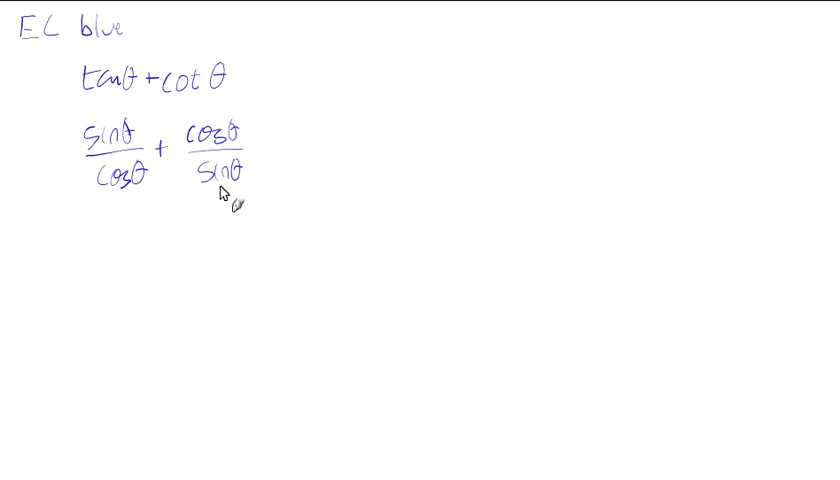 EC blue
tanθ + cot θ
sinθ/cosθ + cosθ/sinθ